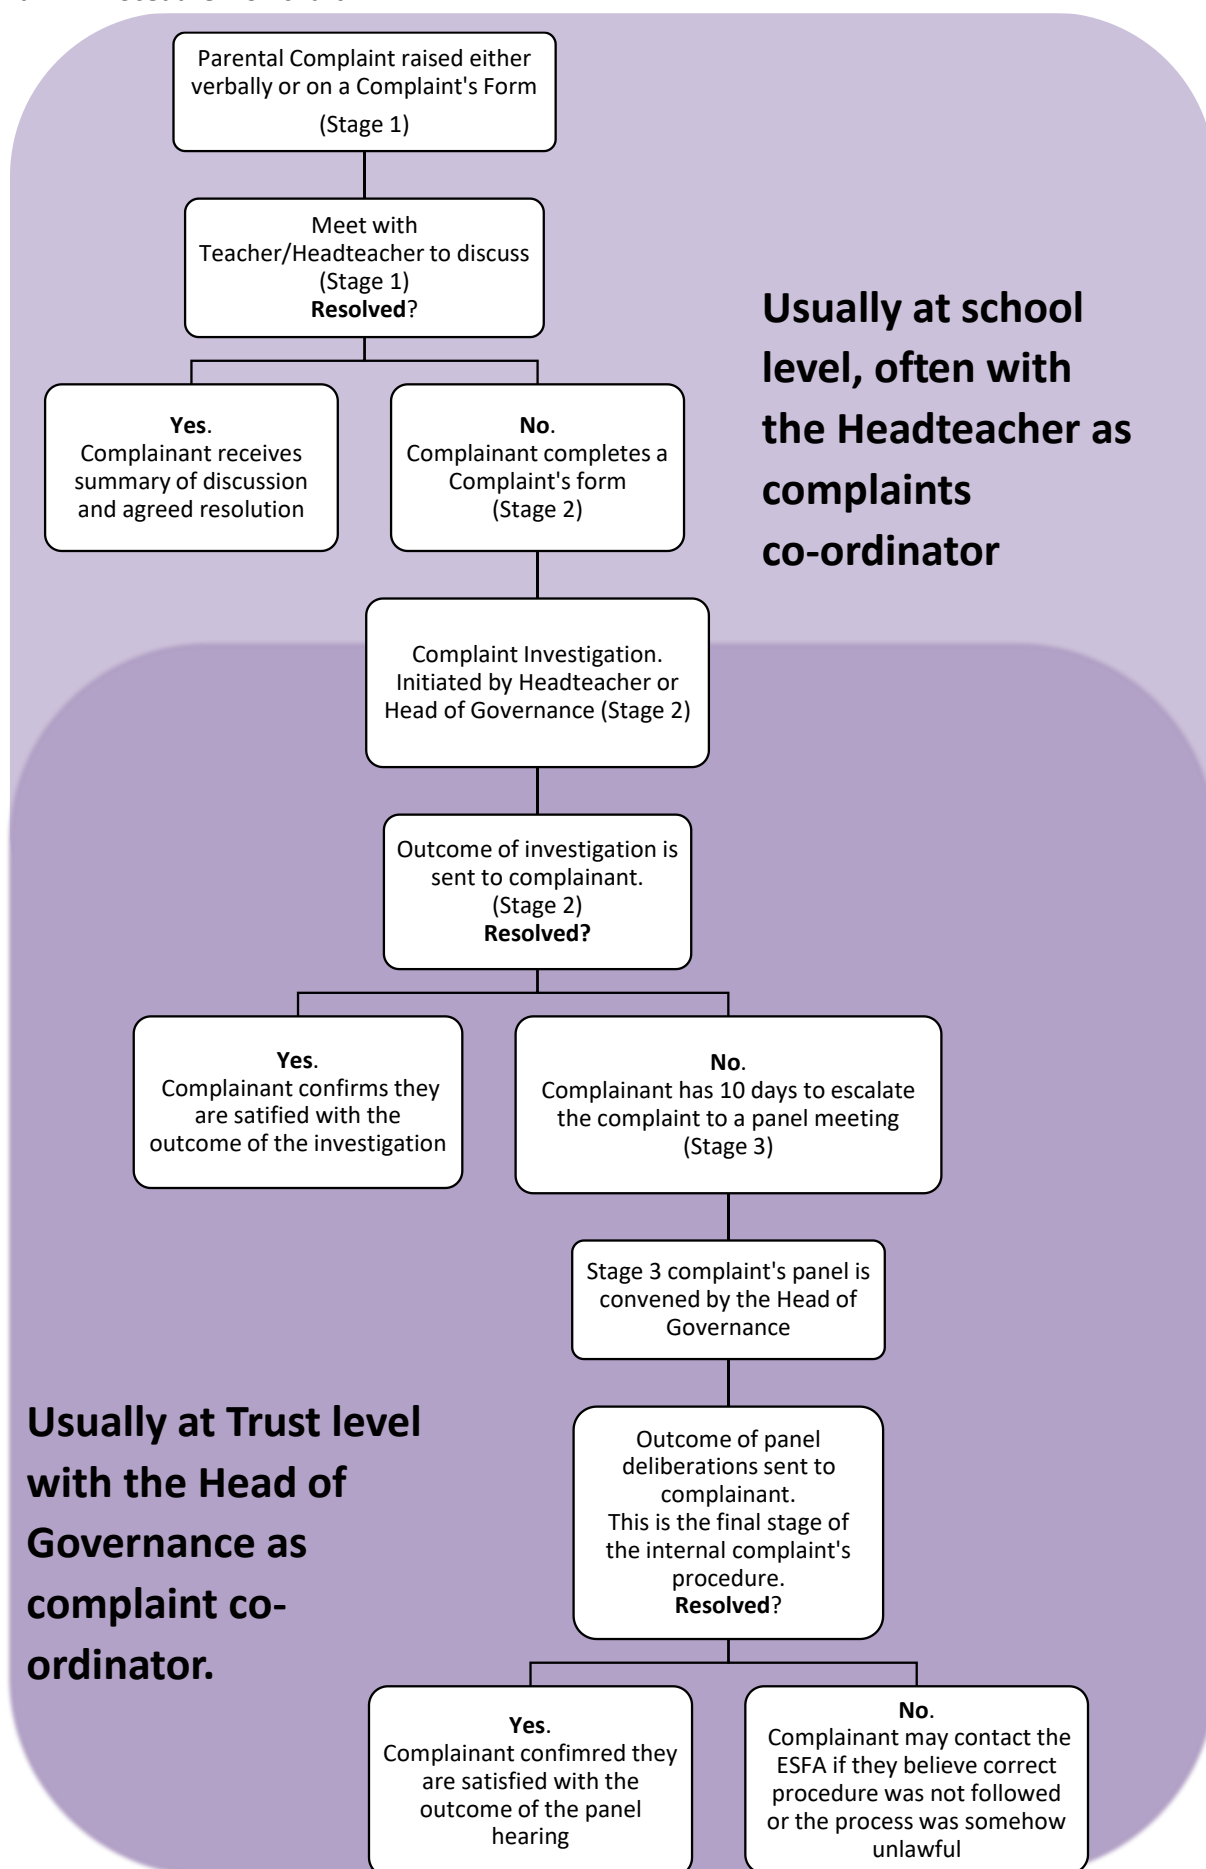 Parental Complaint raised either
verbally or on a Complaint's Form
(Stage 1)
Meet with
Teacher/Headteacher to discuss
(Stage 1)
Resolved?
Yes.
Complainant receives
summary of discussion
and agreed resolution
No.
Complainant completes a
Complaint's form
(Stage 2)
Usually at school
level, often with
the Headteacher as
complaints
co-ordinator
Complaint Investigation.
Initiated by Headteacher or
Head of Governance (Stage 2)
Outcome of investigation is
sent to complainant.
(Stage 2)
Resolved?
Yes.
Complainant confirms they
are satified with the
outcome of the investigation
No.
Complainant has 10 days to escalate
the complaint to a panel meeting
(Stage 3)
Stage 3 complaint's panel is
convened by the Head of
Governance
Usually at Trust level
with the Head of
Governance as
complaint co-
ordinator.
Outcome of panel
deliberations sent to
complainant.
This is the final stage of
the internal complaint's
procedure.
Resolved?
Yes.
Complainant confimred they
are satisfied with the
outcome of the panel
hearing
No.
Complainant may contact the
ESFA if they believe correct
procedure was not followed
or the process was somehow
unlawful